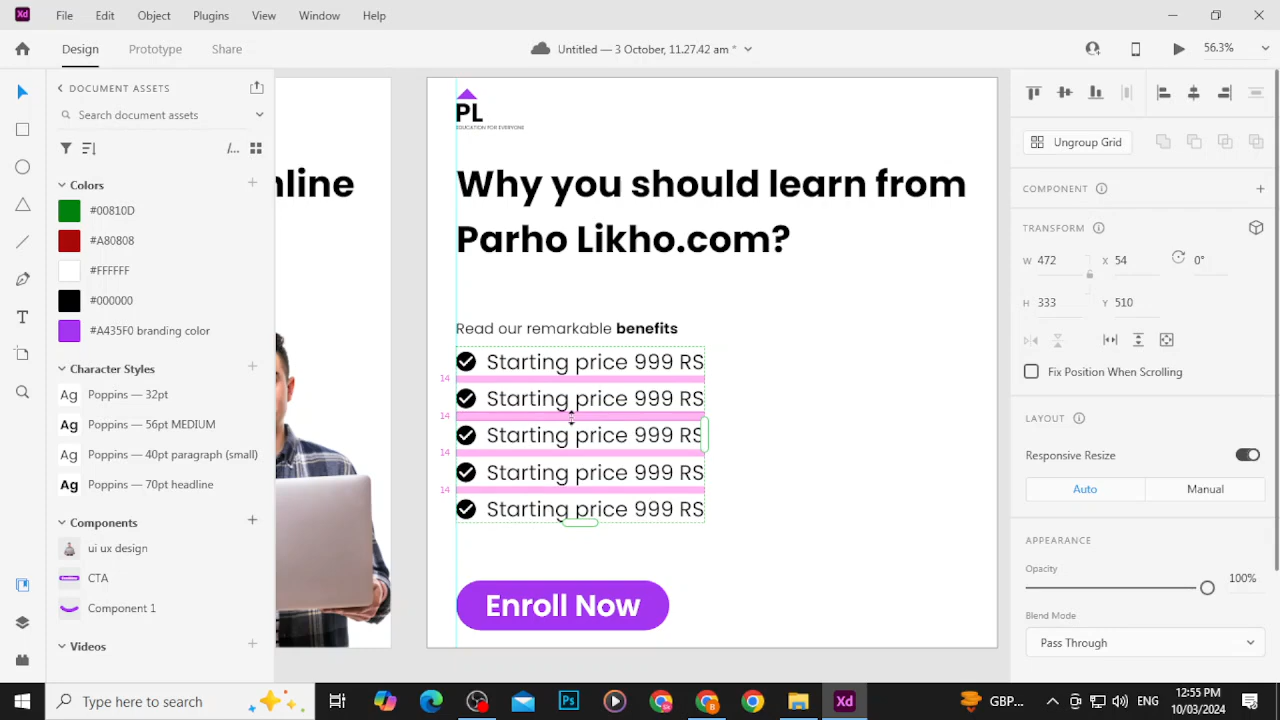 Xd File Edit Object Plugins View Window Help
Design Prototype Share
Untitled — 3 October, 11.27.42 am *
56.3%
DOCUMENT ASSETS
Search document assets
/...
Colors
#00810D
#A80808
#FFFFFF
#000000
#A435F0 branding color
Character Styles
Ag Poppins — 32pt
Ag Poppins — 56pt MEDIUM
Ag Poppins — 40pt paragraph (small)
Ag Poppins — 70pt headline
Components
ui ux design
CTA
Component 1
Videos
nline
PL
EDUCATION FOR EVERYONE
Why you should learn from
Parho Likho.com?
Read our remarkable benefits
Starting price 999 RS
14
Starting price 999 RS
14
Starting price 999 RS
14
Starting price 999 RS
14
Starting price 999 RS
Enroll Now
Ungroup Grid
COMPONENT
TRANSFORM
W 472 X 54 0°
H 333 Y 510
Fix Position When Scrolling
LAYOUT
Responsive Resize
Auto Manual
APPEARANCE
Opacity
100%
Blend Mode
Pass Through
Type here to search
Ps
Xd
GBP...
ENG
12:55 PM
10/03/2024